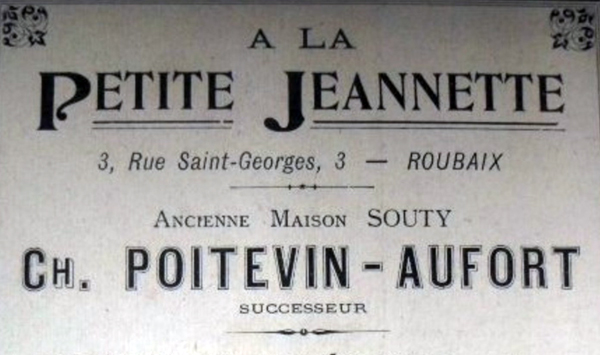 A LA
PETITE JEANNETTE
3, Rue Saint-Georges, 3 — ROUBAIX
ANCIENNE MAISON SOUTY
CH. POITEVIN-AUFORT
SUCCESSEUR